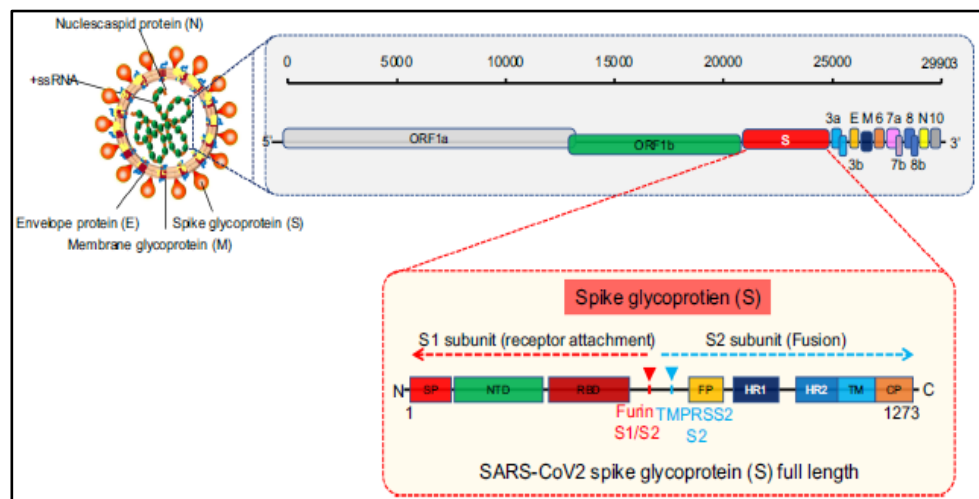 Nuclescaspid protein (N)
+ssRNA
Envelope protein (E)
Spike glycoprotein (S)
Membrane glycoprotein (M)
0 5000 10000 15000 20000 25000 29903
3a E M 6 7a 8 N 10
5' ORF1a ORF1b S 3'
3b 7b 8b
Spike glycoprotien (S)
S1 subunit (receptor attachment) S2 subunit (Fusion)
N SP NTD RBD FP HR1 HR2 TM CP C
1 Furin TMPRSS2 1273
S1/S2 S2
SARS-CoV2 spike glycoprotein (S) full length